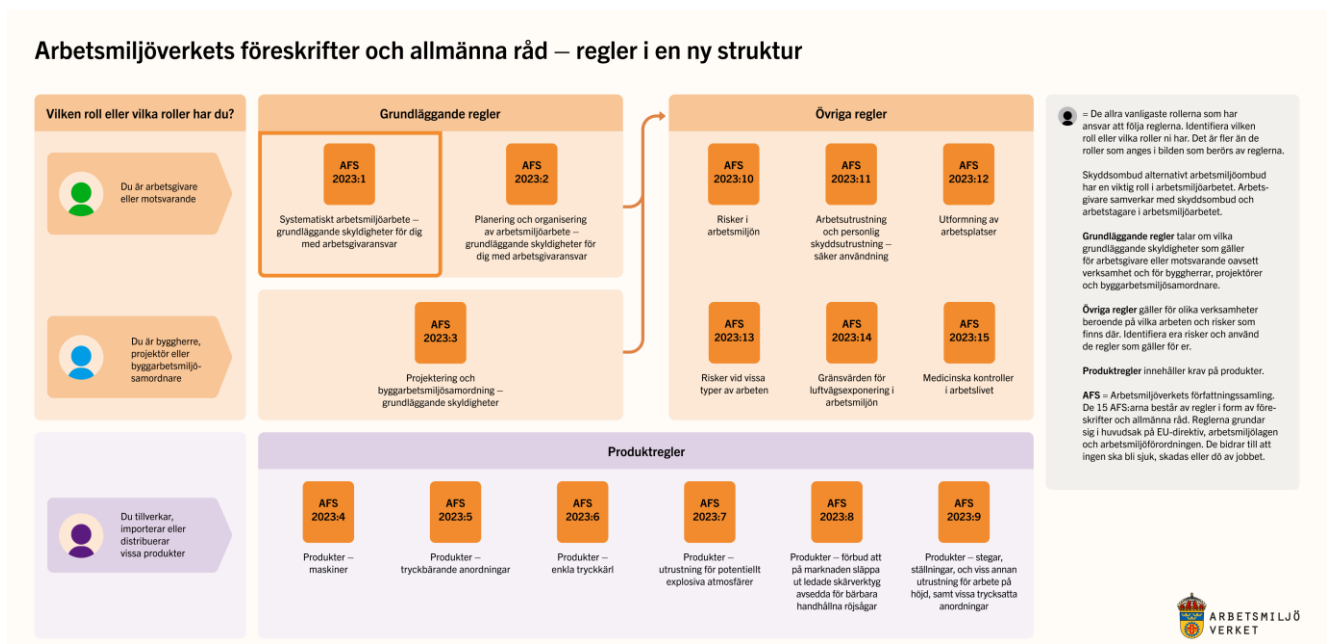 Arbetsmiljöverkets föreskrifter och allmänna råd – regler i en ny struktur
Vilken roll eller vilka roller har du?
Du är arbetsgivare
eller motsvarande
Du är byggherre,
projektör eller
byggarbetsmiljö-
samordnare
Grundläggande regler
AFS
2023:1
Systematiskt arbetsmiljöarbete –
grundläggande skyldigheter för dig
med arbetsgivaransvar
AFS
2023:2
Planering och organisering
av arbetsmiljöarbete –
grundläggande skyldigheter för
dig med arbetsgivaransvar
AFS
2023:3
Projektering och
byggarbetsmiljösamordning –
grundläggande skyldigheter
Övriga regler
AFS
2023:10
Risker i
arbetsmiljön
AFS
2023:11
Arbetsutrustning
och personlig
skyddsutrustning –
säker användning
AFS
2023:12
Utformning av
arbetsplatser
AFS
2023:13
Risker vid vissa
typer av arbeten
AFS
2023:14
Gränsvärden för
luftvägsexponering i
arbetsmiljön
AFS
2023:15
Medicinska kontroller
i arbetslivet
Du tillverkar,
importerar eller
distribuerar
vissa produkter
Produktregler
AFS
2023:4
Produkter –
maskiner
AFS
2023:5
Produkter –
tryckbärande anordningar
AFS
2023:6
Produkter –
enkla tryckkärl
AFS
2023:7
Produkter –
utrustning för potentiellt
explosiva atmosfärer
AFS
2023:8
Produkter – förbud att
på marknaden släppa
ut ledade skärverktyg
avsedda för bärbara
handhållna röjsågar
AFS
2023:9
Produkter – stegar,
ställningar, och viss annan
utrustning för arbete på
höjd, samt vissa trycksatta
anordningar
= De allra vanligaste rollerna som har
ansvar att följa reglerna. Identifiera vilken
roll eller vilka roller ni har. Det är fler än de
roller som anges i bilden som berörs av reglerna.
Skyddsombud alternativt arbetsmiljöombud
har en viktig roll i arbetsmiljöarbetet. Arbets-
givare samverkar med skyddsombud och
arbetstagare i arbetsmiljöarbetet.
Grundläggande regler talar om vilka
grundläggande skyldigheter som gäller
för arbetsgivare eller motsvarande oavsett
verksamhet och för byggherrar, projektörer
och byggarbetsmiljösamordnare.
Övriga regler gäller för olika verksamheter
beroende på vilka arbeten och risker som
finns där. Identifiera era risker och använd
de regler som gäller för er.
Produktregler innehåller krav på produkter.
AFS = Arbetsmiljöverkets författningssamling.
De 15 AFS:arna består av regler i form av före-
skrifter och allmänna råd. Reglerna grundar
sig i huvudsak på EU-direktiv, arbetsmiljölagen
och arbetsmiljöförordningen. De bidrar till att
ingen ska bli sjuk, skadas eller dö av jobbet.
ARBETSMILJÖ
VERKET